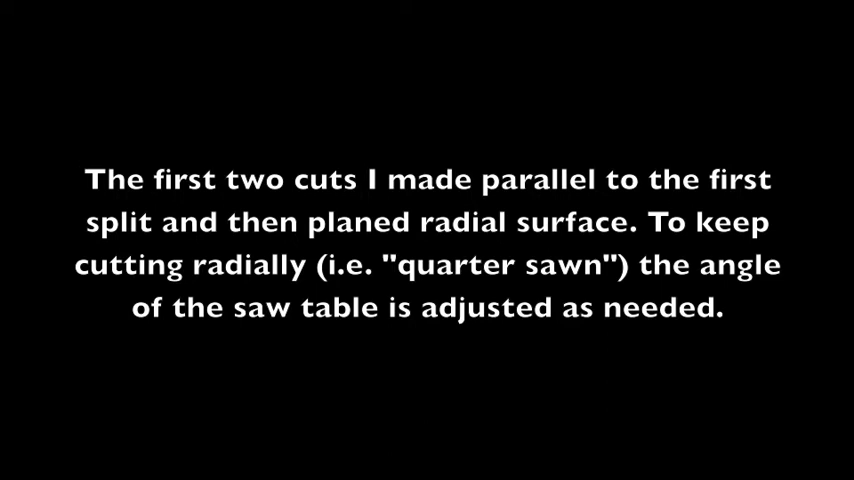 The first two cuts I made parallel to the first
split and then planed radial surface. To keep
cutting radially (i.e. "quarter sawn") the angle
of the saw table is adjusted as needed.